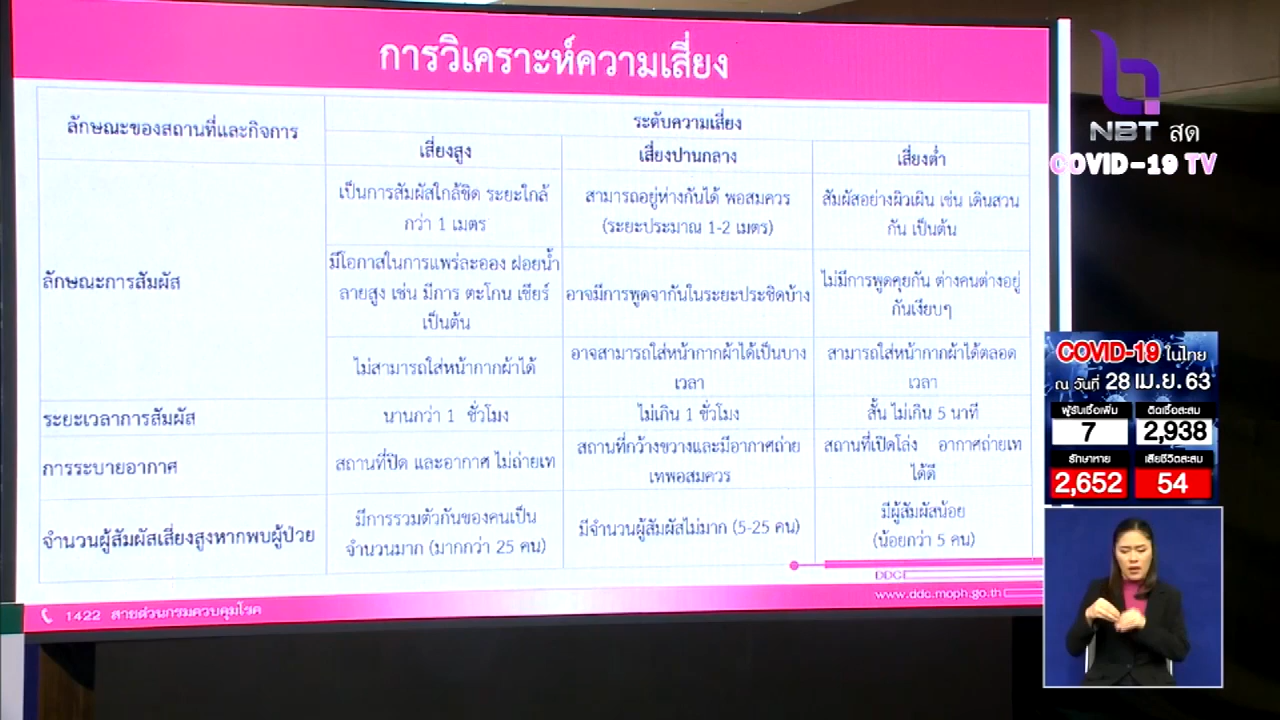 การวิเคราะห์ความเสี่ยง
ลักษณะของสถานที่และกิจการ
ระดับความเสี่ยง
เสี่ยงสูง
เสี่ยงปานกลาง
เสี่ยงต่ำ
ลักษณะการสัมผัส
เป็นการสัมผัสใกล้ชิด ระยะใกล้
กว่า 1 เมตร
สามารถอยู่ห่างกันได้ พอสมควร
(ระยะประมาณ 1-2 เมตร)
สัมผัสอย่างผิวเผิน เช่น เดินสวน
กัน เป็นต้น
มีโอกาสในการแพร่ละออง ฝอยน้ำ
ลายสูง เช่น มีการ ตะโกน เชียร์
เป็นต้น
อาจมีการพูดจากันในระยะประชิดบ้าง
ไม่มีการพูดคุยกัน ต่างคนต่างอยู่
กันเงียบๆ
ไม่สามารถใส่หน้ากากผ้าได้
อาจสามารถใส่หน้ากากผ้าได้เป็นบาง
เวลา
สามารถใส่หน้ากากผ้าได้ตลอด
เวลา
ระยะเวลาการสัมผัส
นานกว่า 1 ชั่วโมง
ไม่เกิน 1 ชั่วโมง
สั้น ไม่เกิน 5 นาที
การระบายอากาศ
สถานที่ปิด และอากาศ ไม่ถ่ายเท
สถานที่กว้างขวางและมีอากาศถ่าย
เทพอสมควร
สถานที่เปิดโล่ง อากาศถ่ายเท
ได้ดี
จำนวนผู้สัมผัสเสี่ยงสูงหากพบผู้ป่วย
มีการรวมตัวกันของคนเป็น
จำนวนมาก (มากกว่า 25 คน)
มีจำนวนผู้สัมผัสไม่มาก (5-25 คน)
มีผู้สัมผัสน้อย
(น้อยกว่า 5 คน)
DDC
www.ddc.moph.go.th
1422 สายด่วนกรมควบคุมโรค
NBT สด
COVID-19 TV
COVID-19 ในไทย
ณ วันที่ 28 เม.ย. 63
ผู้รับเชื้อเพิ่ม
ติดเชื้อสะสม
7
2,938
รักษาหาย
เสียชีวิตสะสม
2,652
54